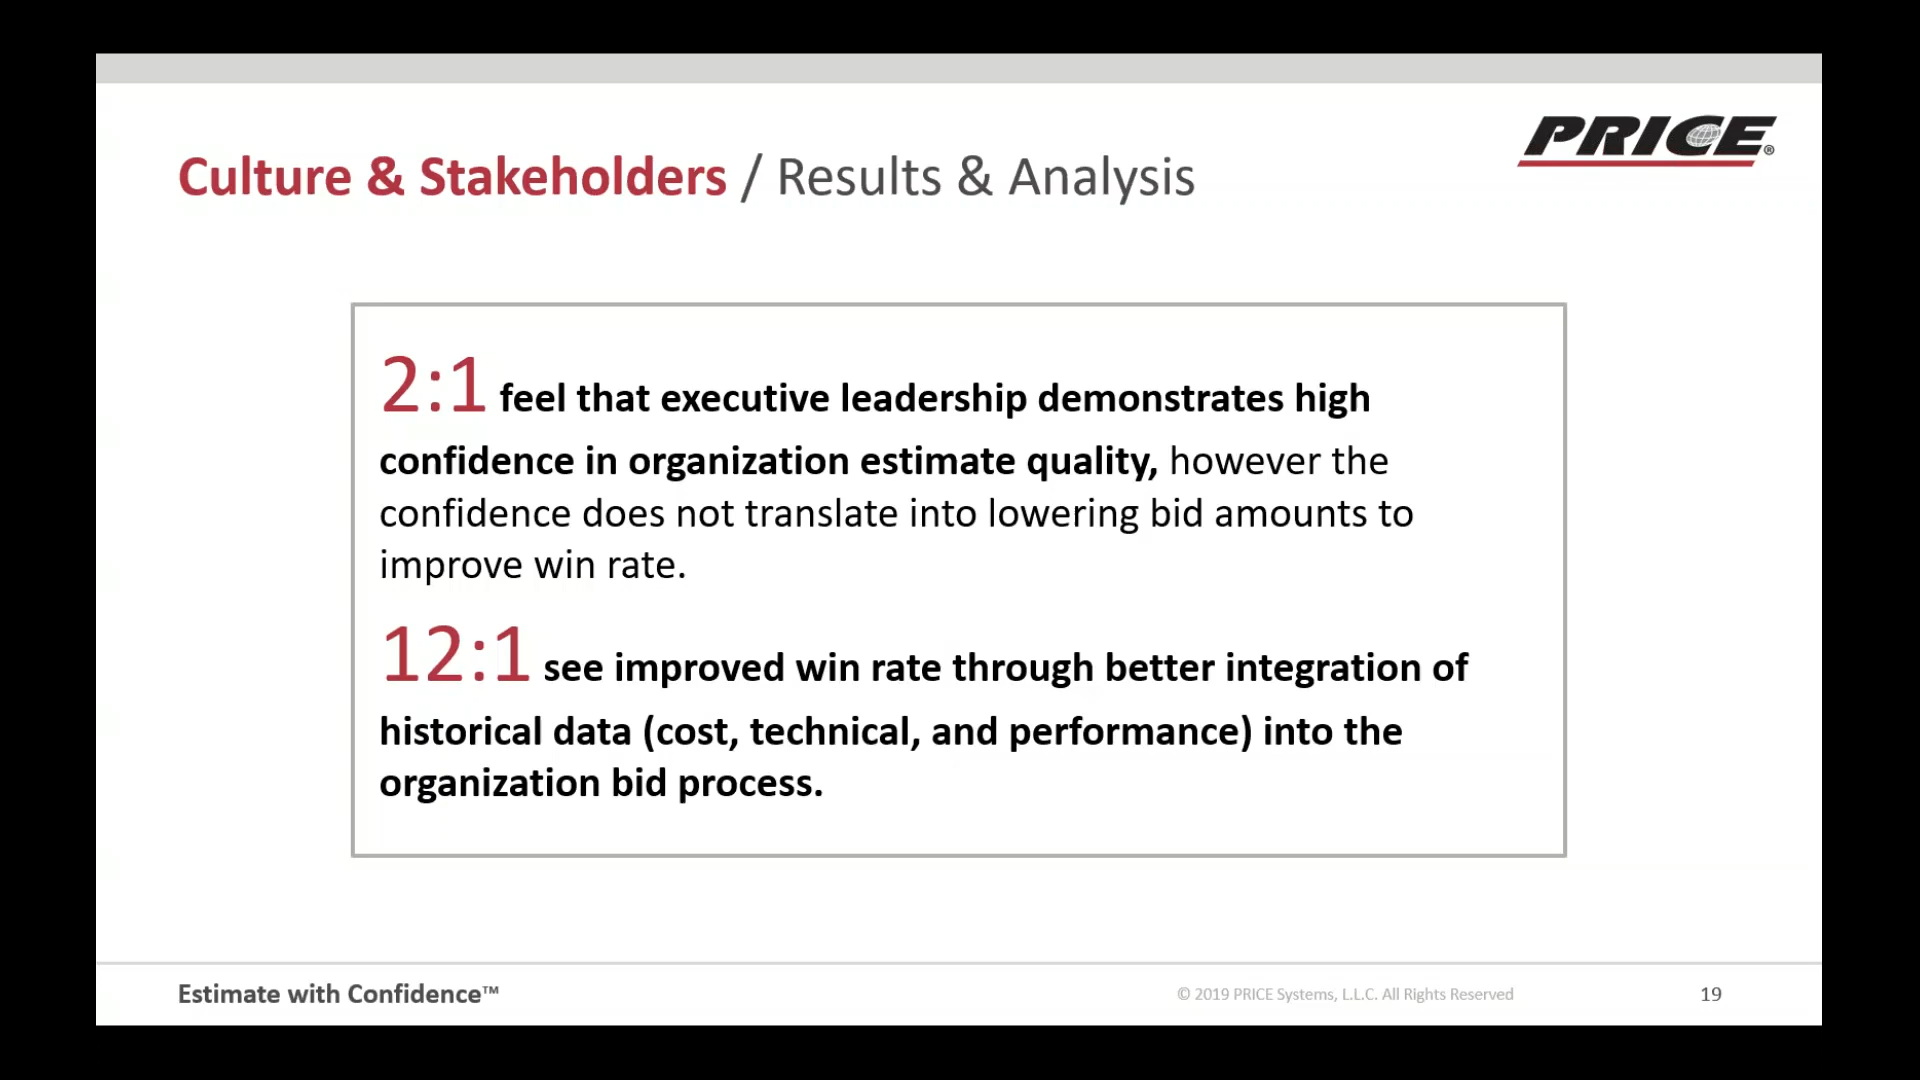 PRICE®
Culture & Stakeholders / Results & Analysis
2:1 feel that executive leadership demonstrates high
confidence in organization estimate quality, however the
confidence does not translate into lowering bid amounts to
improve win rate.
12:1 see improved win rate through better integration of
historical data (cost, technical, and performance) into the
organization bid process.
Estimate with Confidence™
© 2019 PRICE Systems, L.L.C. All Rights Reserved
19